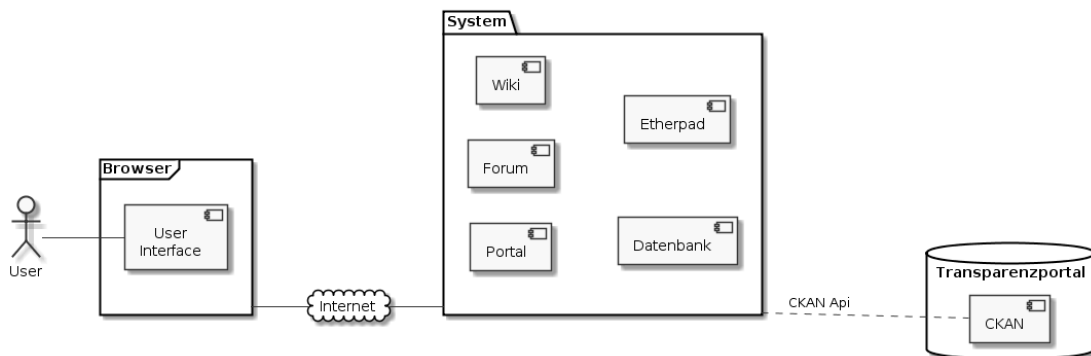 System
Wiki
Etherpad
Forum
Browser
User
Interface
Portal
Datenbank
User
Internet
CKAN Api
Transparenzportal
CKAN